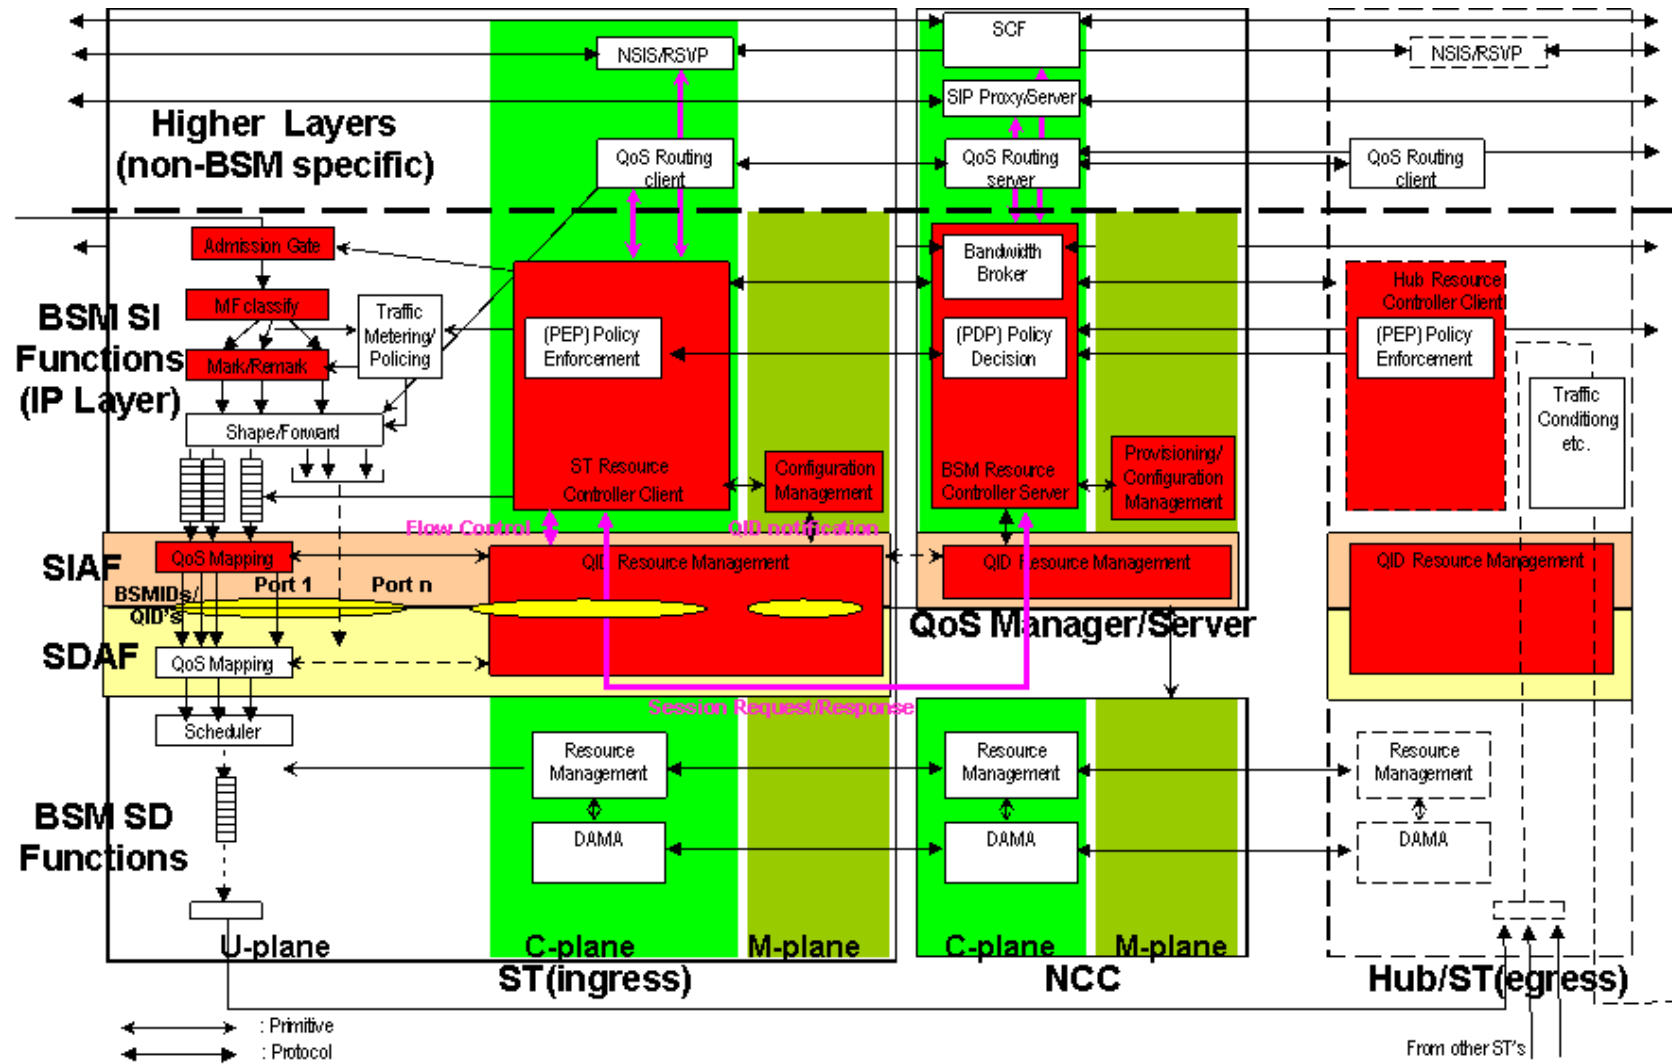 SCF
NSIS/RSVP
NSIS/RSVP
SIP Proxy/Server
Higher Layers
(non-BSM specific)
QoS Routing
client
QoS Routing
server
QoS Routing
client
Admission Gate
Bandwidth
Broker
MF classify
Traffic
Metering/
Policing
Hub Resource
Controller Client
BSM SI
Functions
(IP Layer)
(PEP) Policy
Enforcement
(PDP) Policy
Decision
(PEP) Policy
Enforcement
Mark/Remark
Traffic
Conditiong
etc.
Shape/Forward
ST Resource
Controller Client
Configuration
Management
BSM Resource
Controller Server
Provisioning/
Configuration
Management
Flow Control
QID notification
SIAF
QoS Mapping
QID Resource Management
QID Resource Management
QID Resource Management
Port 1
Port n
BSMIDs/
QID's
QoS Manager/Server
SDAF
QoS Mapping
Session Request/Response
Scheduler
Resource
Management
Resource
Management
Resource
Management
BSM SD
Functions
DAMA
DAMA
DAMA
U-plane
C-plane
M-plane
C-plane
M-plane
ST(ingress)
NCC
Hub/ST(egress)
: Primitive
: Protocol
From other ST's